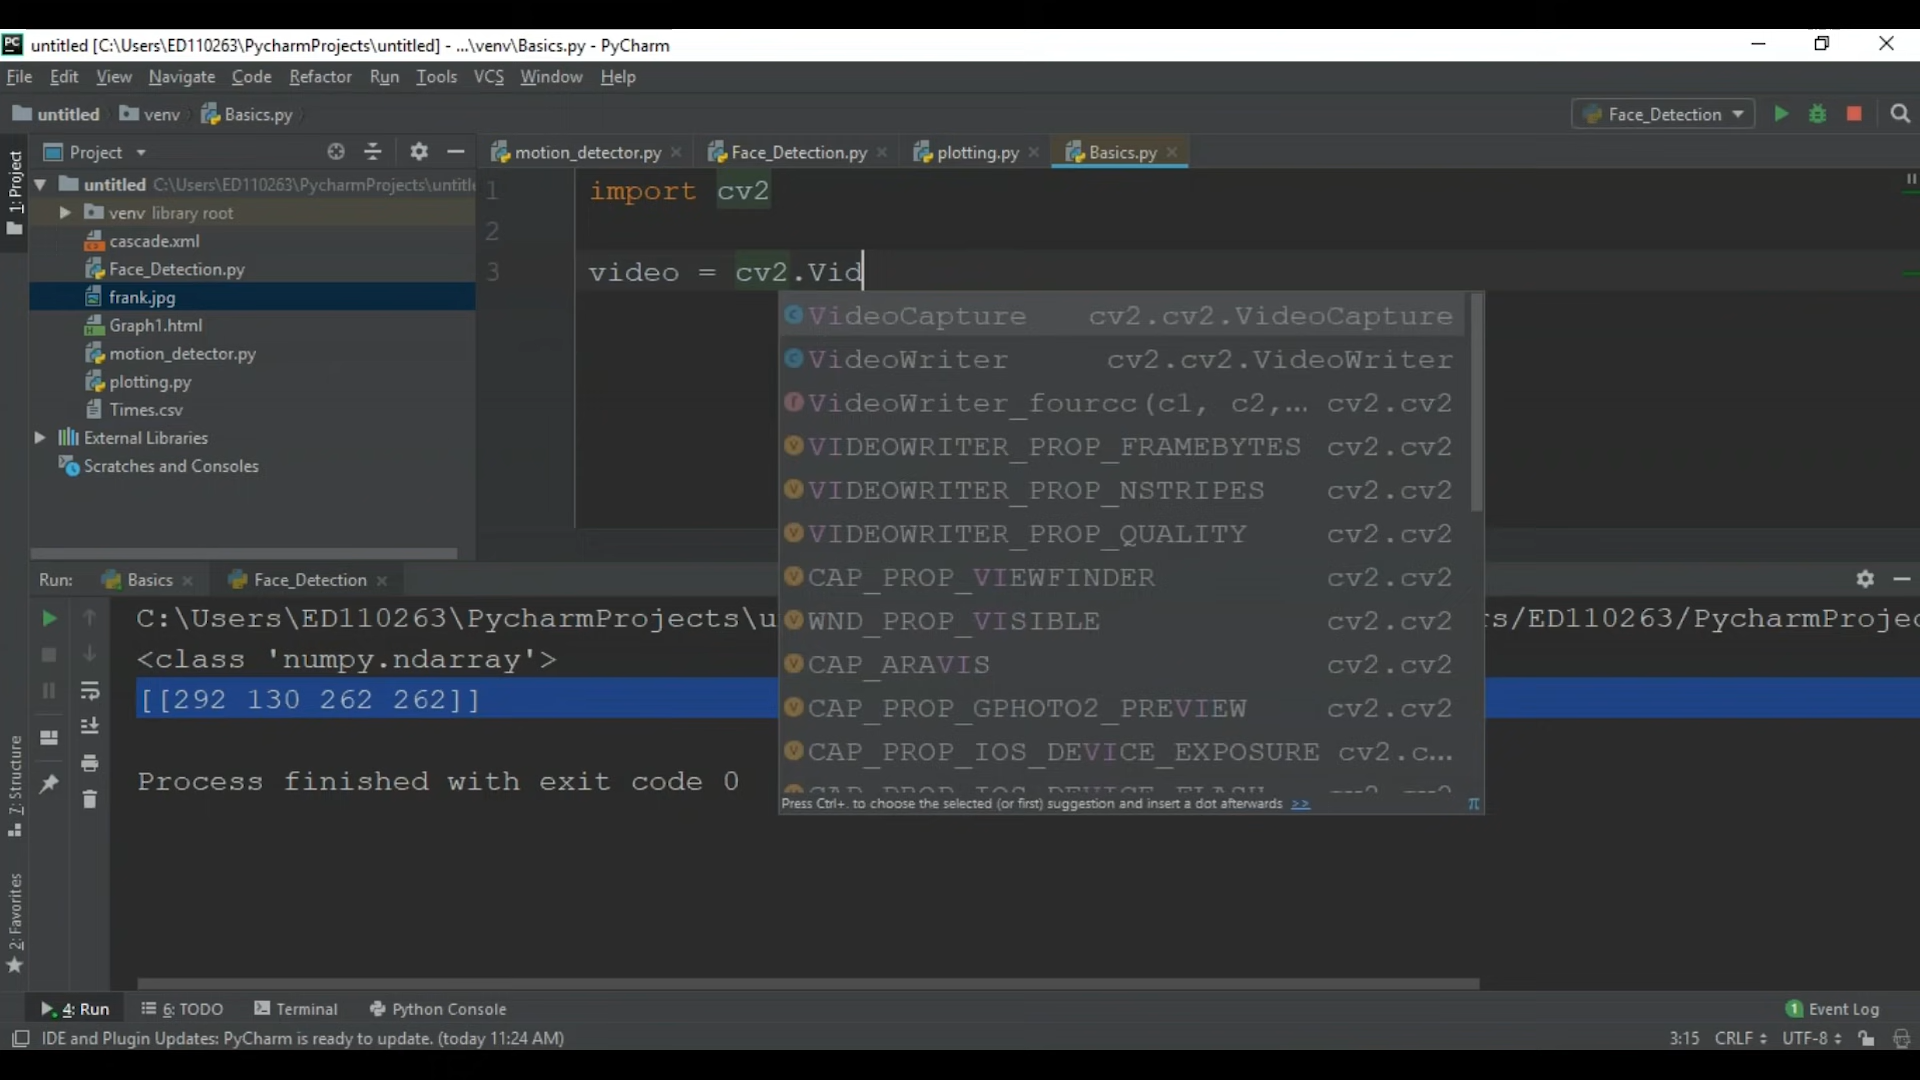 PC untitled [C:\Users\ED110263\PycharmProjects\untitled] - ...\venv\Basics.py - PyCharm
File Edit View Navigate Code Refactor Run Tools VCS Window Help
untitled venv Basics.py Face_Detection
Project motion_detector.py Face_Detection.py plotting.py Basics.py
1: Project
untitled C:\Users\ED110263\PycharmProjects\untitl
venv library root
cascade.xml
Face_Detection.py
frank.jpg
Graph1.html
motion_detector.py
plotting.py
Times.csv
External Libraries
Scratches and Consoles
1 import cv2
2
3 video = cv2.Vid
VideoCapture cv2.cv2.VideoCapture
VideoWriter cv2.cv2.VideoWriter
VideoWriter_fourcc(c1, c2,... cv2.cv2
VIDEOWRITER_PROP_FRAMEBYTES cv2.cv2
VIDEOWRITER_PROP_NSTRIPES cv2.cv2
VIDEOWRITER_PROP_QUALITY cv2.cv2
CAP_PROP_VIEWFINDER cv2.cv2
WND_PROP_VISIBLE cv2.cv2
CAP_ARAVIS cv2.cv2
CAP_PROP_GPHOTO2_PREVIEW cv2.cv2
CAP_PROP_IOS_DEVICE_EXPOSURE cv2.c...
Press Ctrl+. to choose the selected (or first) suggestion and insert a dot afterwards >> π
Run: Basics Face_Detection
C:\Users\ED110263\PycharmProjects\u rs/ED110263/PycharmProjec
<class 'numpy.ndarray'>
[[292 130 262 262]]
Process finished with exit code 0
7: Structure
2: Favorites
4: Run 6: TODO Terminal Python Console 1 Event Log
IDE and Plugin Updates: PyCharm is ready to update. (today 11:24 AM) 3:15 CRLF UTF-8